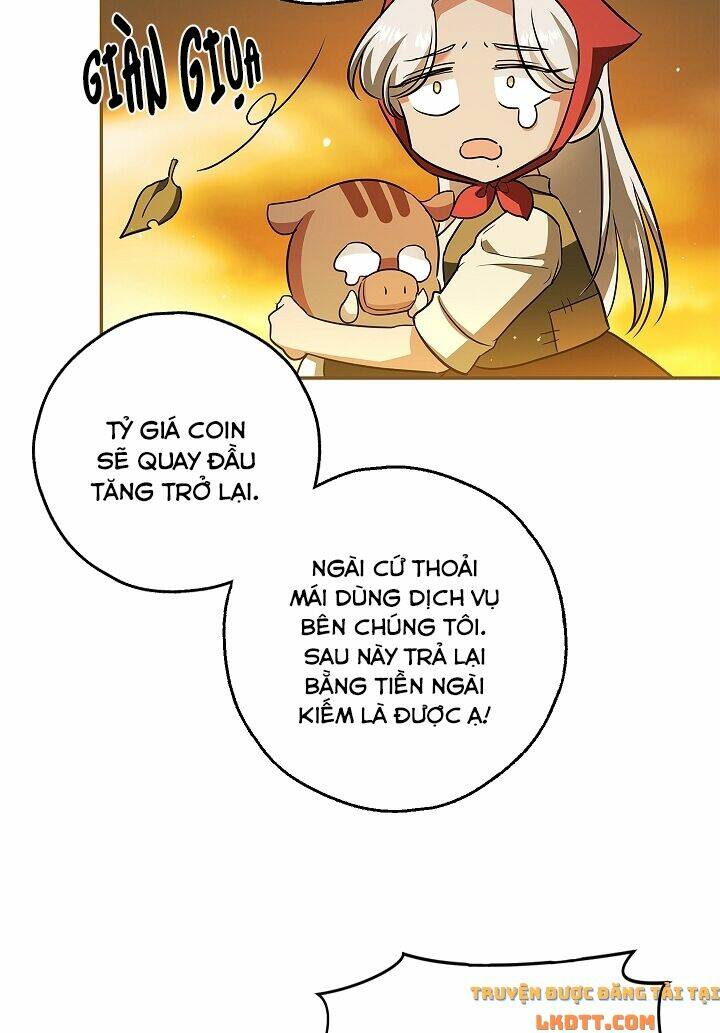 GIÀN GIỤA
TỶ GIÁ COIN
SẼ QUAY ĐẦU
TĂNG TRỞ LẠI.
NGÀI CỨ THOẢI
MÁI DÙNG DỊCH VỤ
BÊN CHÚNG TÔI.
SAU NÀY TRẢ LẠI
BẰNG TIỀN NGÀI
KIẾM LÀ ĐƯỢC Ạ!
TRUYỆN ĐƯỢC ĐĂNG TẢI TẠI
LKDTT.COM